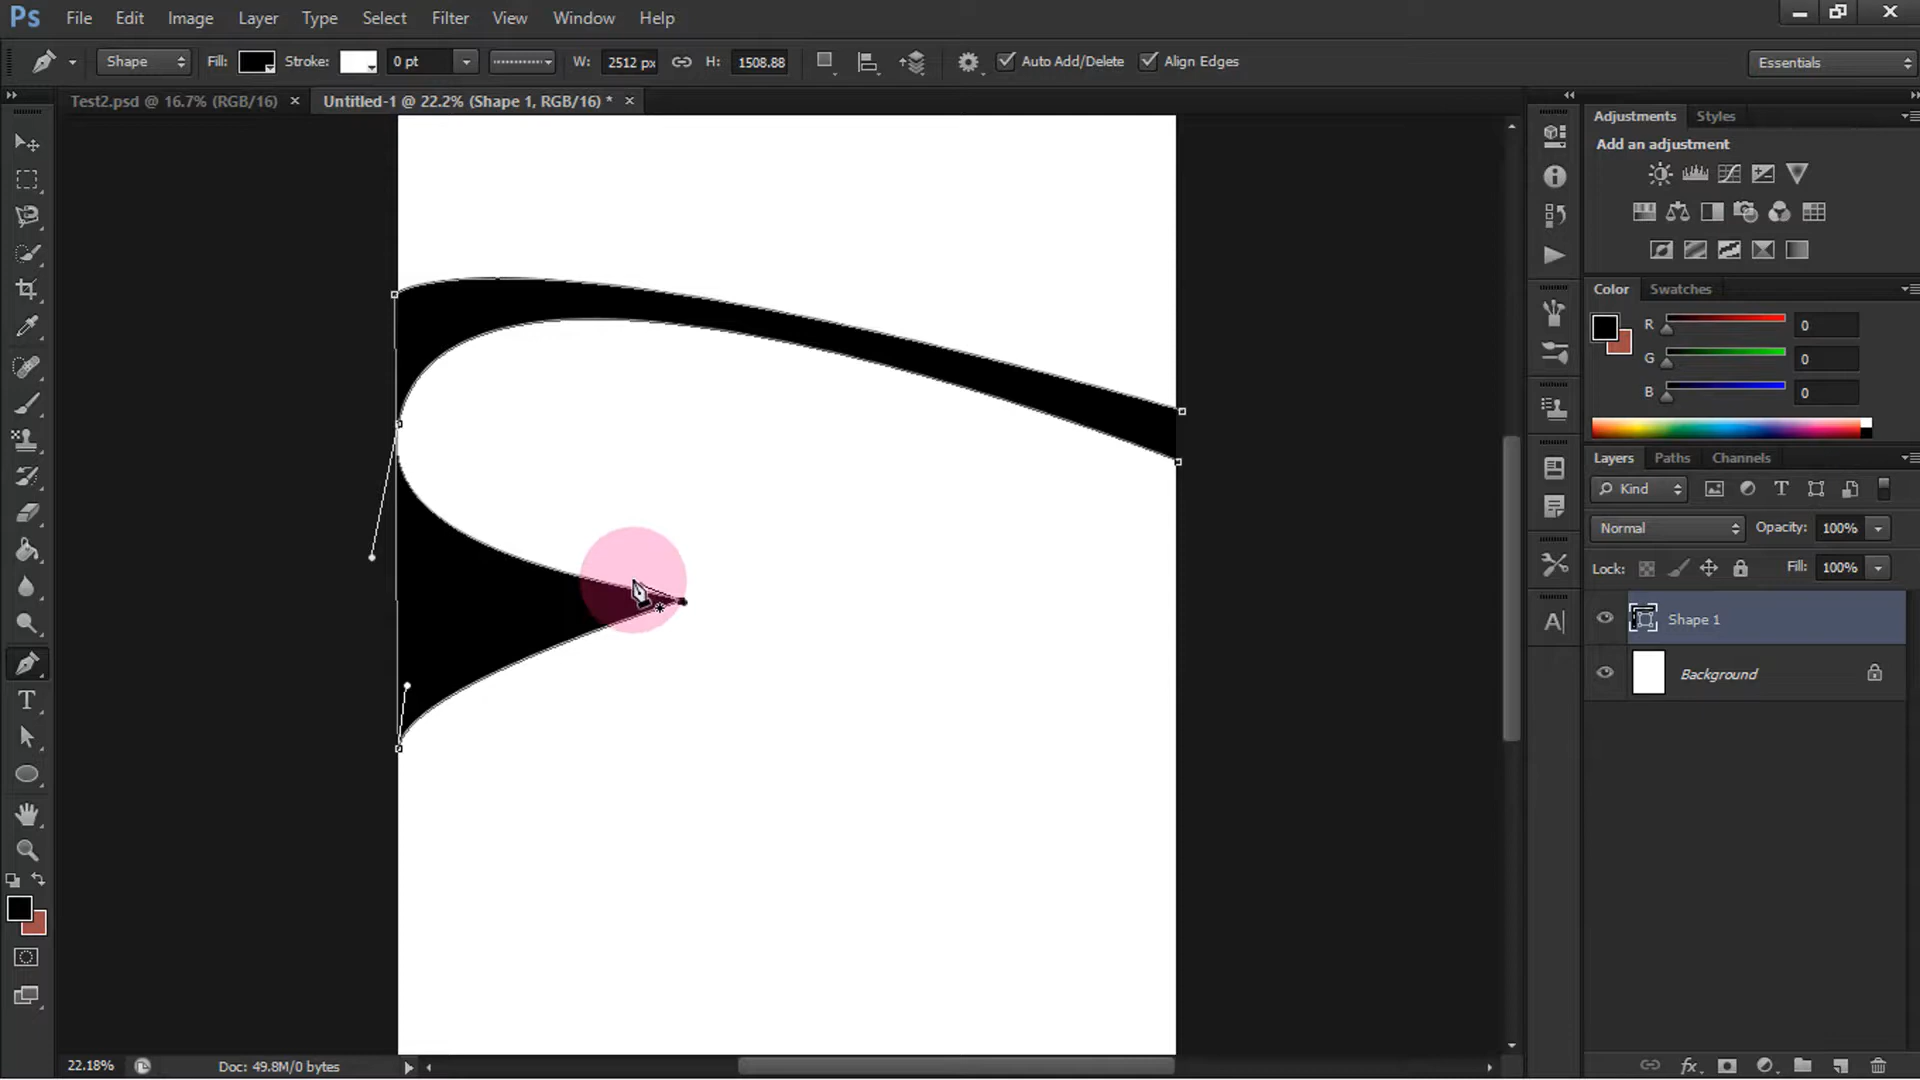 Ps File Edit Image Layer Select Type Filter View Window Help
Shape Fill: Stroke: 0 pt W: 2512 px H: 1508.88 Auto Add/Delete Align Edges Essentials
Test2.psd @ 16.7% (RGB/16) × Untitled-1 @ 22.2% (Shape 1, RGB/16) * ×
Adjustments Styles
Add an adjustment
Color Swatches
R 0
G 0
B 0
Layers Paths Channels
Kind
Normal Opacity: 100%
Lock: Fill: 100%
Shape 1
Background
22.18% Doc: 49.8M/0 bytes